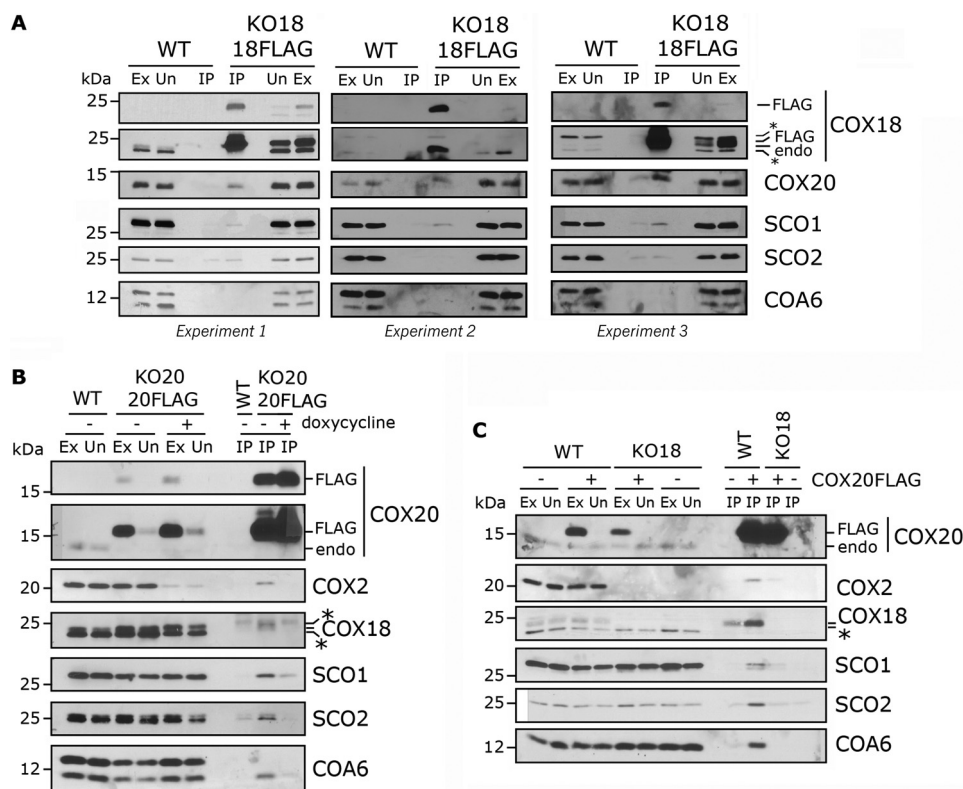 A
WT
KO18
18FLAG
WT
KO18
18FLAG
WT
KO18
18FLAG
kDa
Ex Un IP IP Un Ex
Ex Un IP IP Un Ex
Ex Un IP IP Un Ex
25
FLAG
25
*
FLAG
endo
*
COX18
15
COX20
25
SCO1
25
SCO2
12
COA6
Experiment 1
Experiment 2
Experiment 3
B
WT
KO20
20FLAG
WT
KO20
20FLAG
- - + - - + doxycycline
kDa
Ex Un Ex Un Ex Un IP IP IP
15
FLAG
15
FLAG
endo
COX20
20
COX2
25
*
COX18
*
25
SCO1
25
SCO2
12
COA6
C
WT
KO18
WT
KO18
- + + - - + + - COX20FLAG
kDa
Ex Un Ex Un Ex Un Ex Un IP IP IP IP
15
FLAG
endo
COX20
20
COX2
25
COX18
*
25
SCO1
25
SCO2
12
COA6